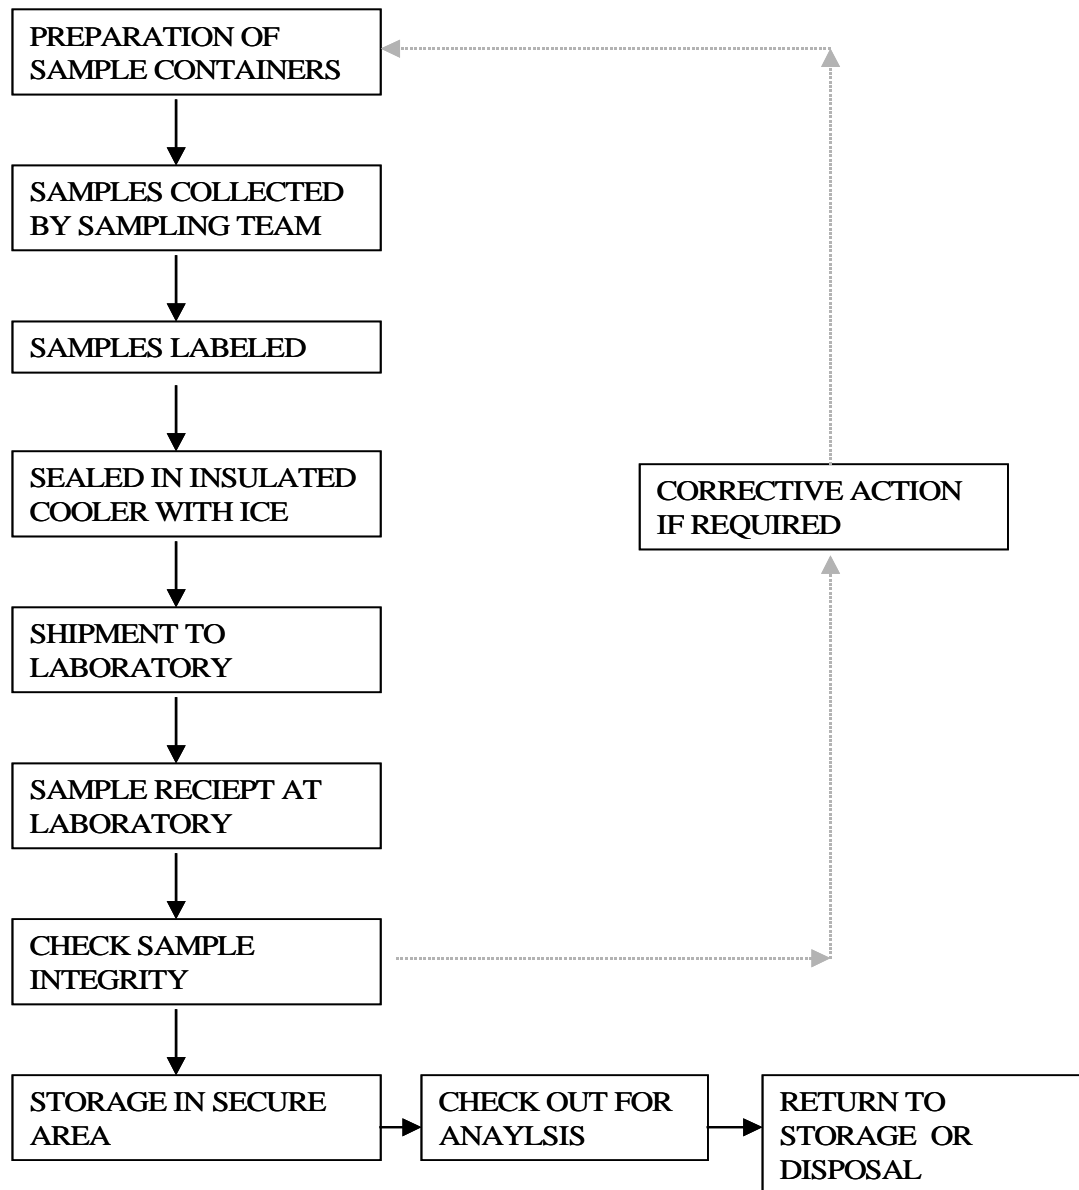 PREPARATION OF
SAMPLE CONTAINERS
SAMPLES COLLECTED
BY SAMPLING TEAM
SAMPLES LABELED
SEALED IN INSULATED
COOLER WITH ICE
CORRECTIVE ACTION
IF REQUIRED
SHIPMENT TO
LABORATORY
SAMPLE RECIEPT AT
LABORATORY
CHECK SAMPLE
INTEGRITY
STORAGE IN SECURE
AREA
CHECK OUT FOR
ANAYLSIS
RETURN TO
STORAGE OR
DISPOSAL